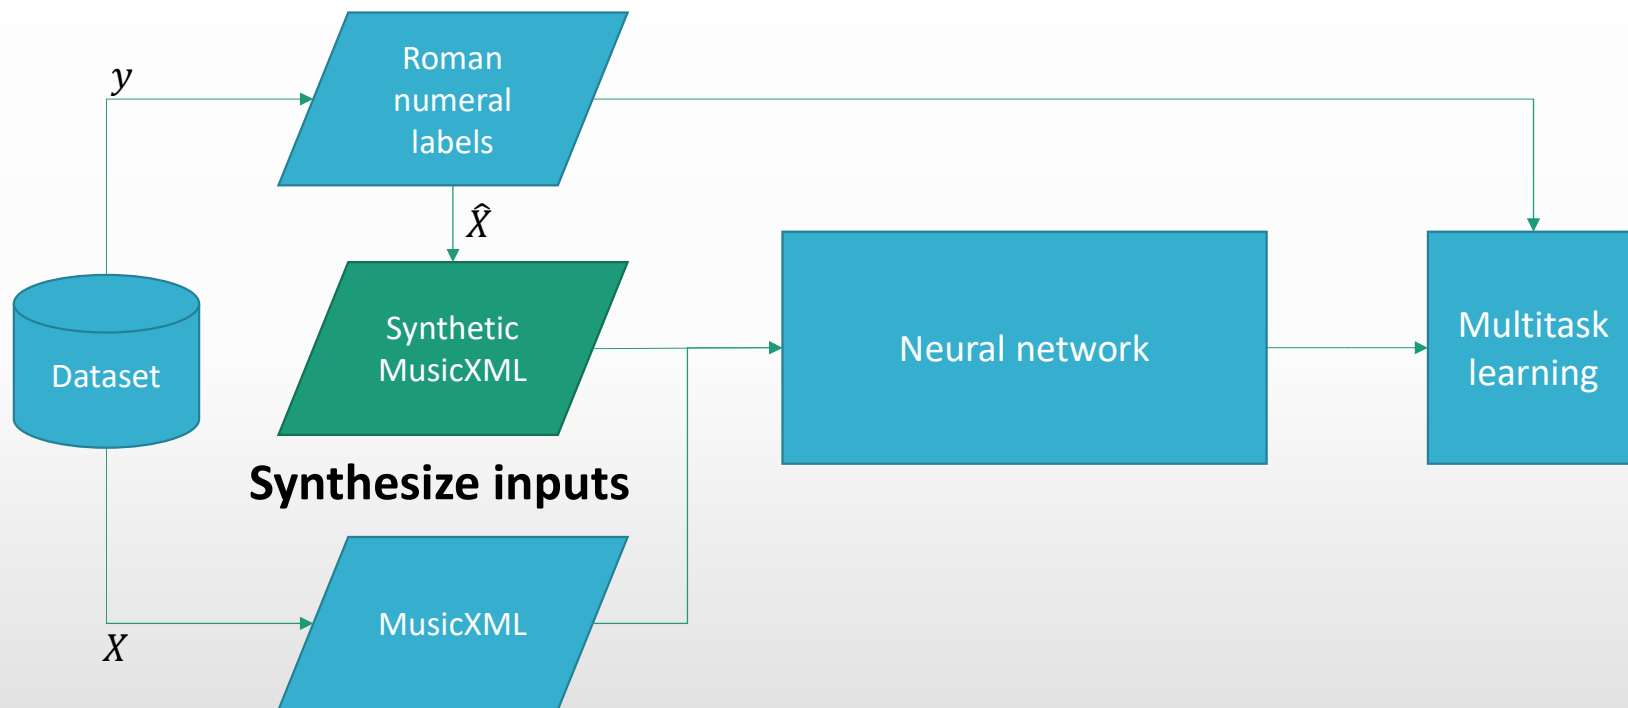 y
Roman
numeral
labels
X̂
Synthetic
MusicXML
Dataset
Neural network
Multitask
learning
Synthesize inputs
MusicXML
X